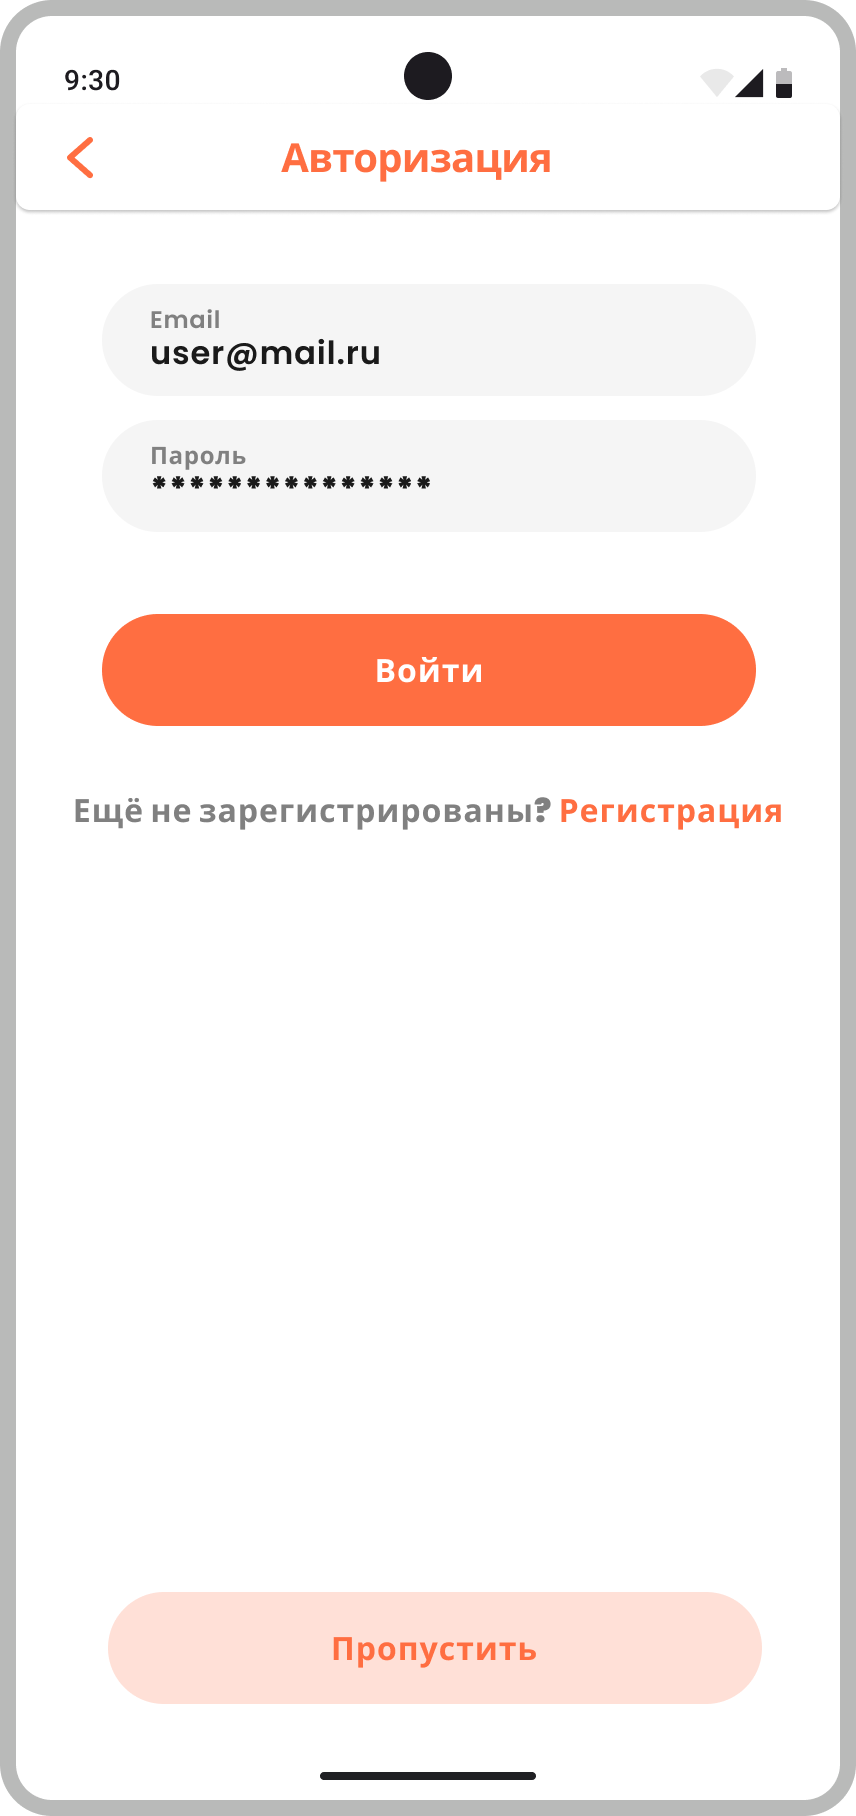 9:30
Авторизация
Email
user@mail.ru
Пароль
***************
Войти
Ещё не зарегистрированы? Регистрация
Пропустить